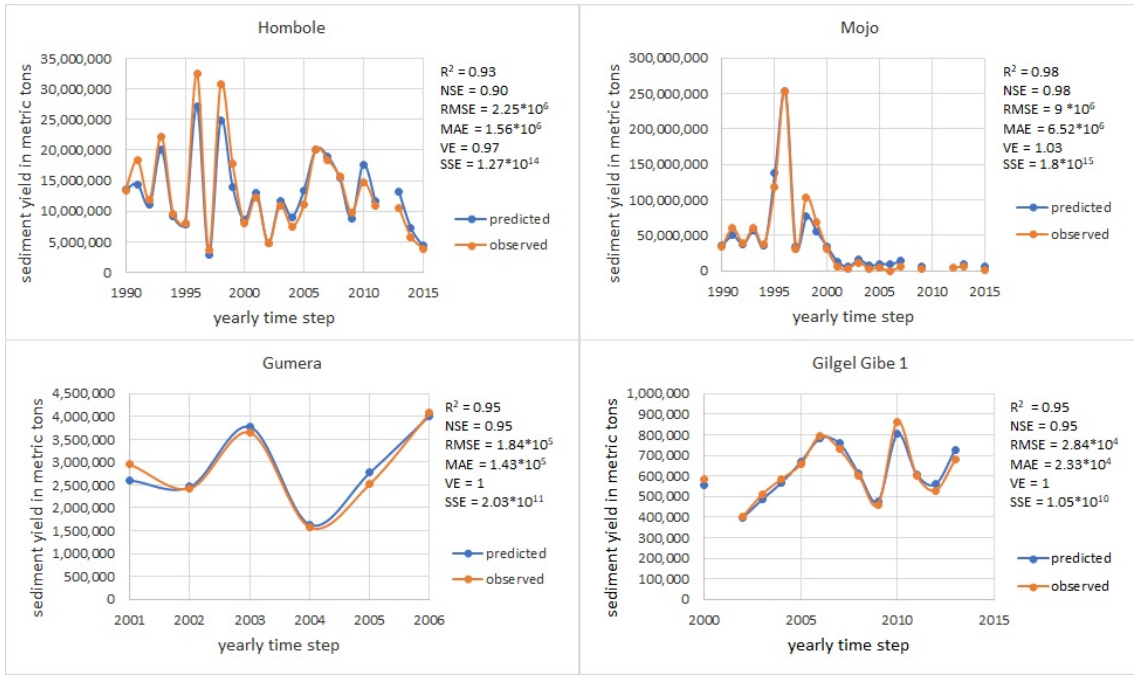 Hombole
35,000,000
30,000,000
25,000,000
20,000,000
15,000,000
10,000,000
5,000,000
0
sediment yield in metric tons
1990 1995 2000 2005 2010 2015
yearly time step
R² = 0.93
NSE = 0.90
RMSE = 2.25*10⁶
MAE = 1.56*10⁶
VE = 0.97
SSE = 1.27*10¹⁴
predicted
observed
Mojo
300,000,000
250,000,000
200,000,000
150,000,000
100,000,000
50,000,000
0
sediment yield in metric tons
1990 1995 2000 2005 2010 2015
yearly time step
R² = 0.98
NSE = 0.98
RMSE = 9 *10⁶
MAE = 6.52*10⁶
VE = 1.03
SSE = 1.8*10¹⁵
predicted
observed
Gumera
4,500,000
4,000,000
3,500,000
3,000,000
2,500,000
2,000,000
1,500,000
1,000,000
500,000
0
sediment yield in metric tons
2001 2002 2003 2004 2005 2006
yearly time step
R² = 0.95
NSE = 0.95
RMSE = 1.84*10⁵
MAE = 1.43*10⁵
VE = 1
SSE = 2.03*10¹¹
predicted
observed
Gilgel Gibe 1
1,000,000
900,000
800,000
700,000
600,000
500,000
400,000
300,000
200,000
100,000
0
sediment yield in metric tons
2000 2005 2010 2015
yearly time step
R² = 0.95
NSE = 0.95
RMSE = 2.84*10⁴
MAE = 2.33*10⁴
VE = 1
SSE = 1.05*10¹⁰
predicted
observed